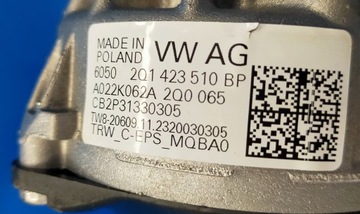 MADE IN
POLAND VW AG
6050 2Q1 423 510 BP
A022K062A 2Q0 065
CB2P31330305
TW8-20609 11.2320030305
TRW_C-EPS_MQBA0